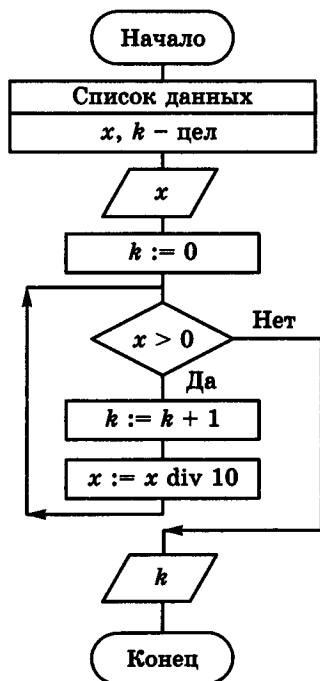 Начало
Список данных
x, k – цел
x
k := 0
x > 0
Нет
Да
k := k + 1
x := x div 10
k
Конец